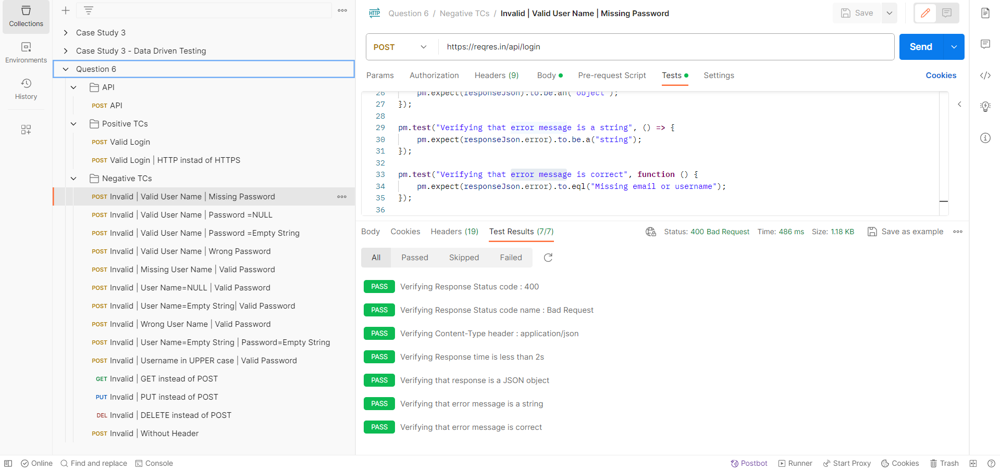 Collections
Environments
History
Case Study 3
Case Study 3 - Data Driven Testing
Question 6
API
POST API
Positive TCs
POST Valid Login
POST Valid Login | HTTP instad of HTTPS
Negative TCs
POST Invalid | Valid User Name | Missing Password
POST Invalid | Valid User Name | Password =NULL
POST Invalid | Valid User Name | Password =Empty String
POST Invalid | Valid User Name | Wrong Password
POST Invalid | Missing User Name | Valid Password
POST Invalid | User Name=NULL | Valid Password
POST Invalid | User Name=Empty String| Valid Password
POST Invalid | Wrong User Name | Valid Password
POST Invalid | User Name=Empty String | Password=Empty String
POST Invalid | Username in UPPER case | Valid Password
GET Invalid | GET instead of POST
PUT Invalid | PUT instead of POST
DEL Invalid | DELETE instead of POST
POST Invalid | Without Header
HTTP Question 6 / Negative TCs / Invalid | Valid User Name | Missing Password
Save
POST https://reqres.in/api/login
Send
Params Authorization Headers (9) Body Pre-request Script Tests Settings Cookies
26 pm.expect(responseJson).to.be.an("object");
27 });
28
29 pm.test("Verifying that error message is a string", () => {
30 pm.expect(responseJson.error).to.be.a("string");
31 });
32
33 pm.test("Verifying that error message is correct", function () {
34 pm.expect(responseJson.error).to.eql("Missing email or username");
35 });
36
Body Cookies Headers (19) Test Results (7/7) Status: 400 Bad Request Time: 486 ms Size: 1.18 KB Save as example
All Passed Skipped Failed
PASS Verifying Response Status code : 400
PASS Verifying Response Status code name : Bad Request
PASS Verifying Content-Type header : application/json
PASS Verifying Response time is less than 2s
PASS Verifying that response is a JSON object
PASS Verifying that error message is a string
PASS Verifying that error message is correct
Online Find and replace Console Postbot Runner Start Proxy Cookies Trash